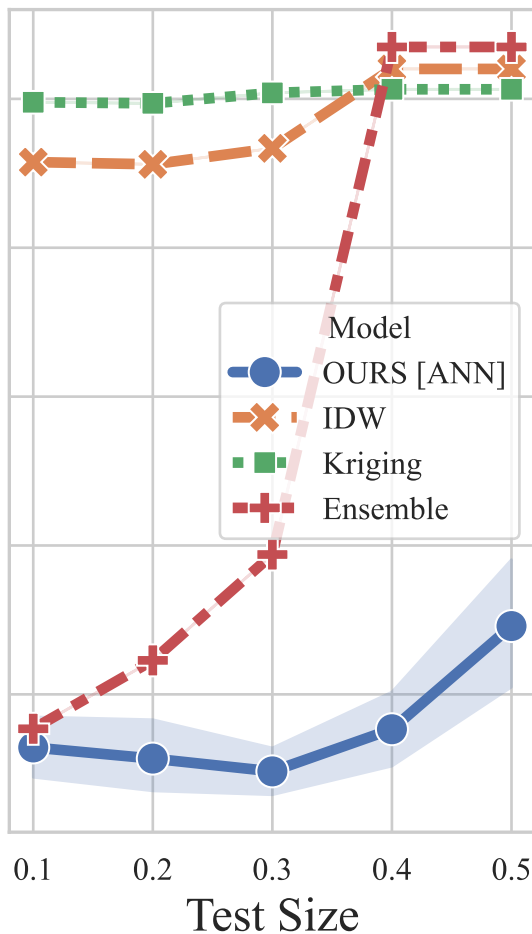 Model
OURS [ANN]
IDW
Kriging
Ensemble
0.1 0.2 0.3 0.4 0.5
Test Size